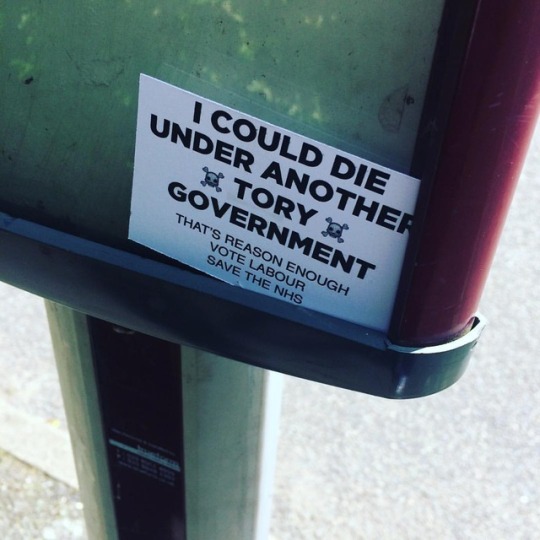 I COULD DIE
UNDER ANOTHER
TORY
GOVERNMENT
THAT'S REASON ENOUGH
VOTE LABOUR
SAVE THE NHS